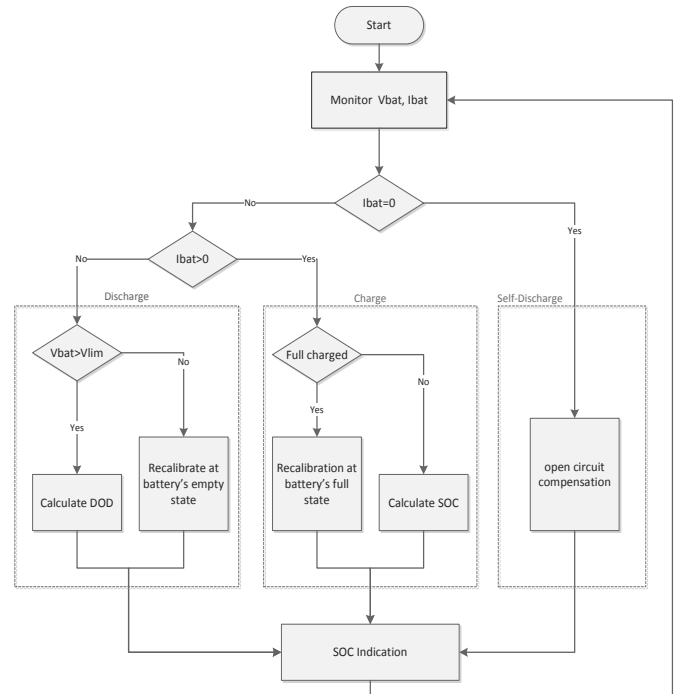 Start
Monitor Vbat, Ibat
Ibat=0
No
Yes
Ibat>0
No
Yes
Discharge
Charge
Self-Discharge
Vbat>Vlim
No
Yes
Full charged
No
Yes
Calculate DOD
Recalibrate at
battery's empty
state
Recalibration at
battery's full
state
Calculate SOC
open circuit
compensation
SOC Indication